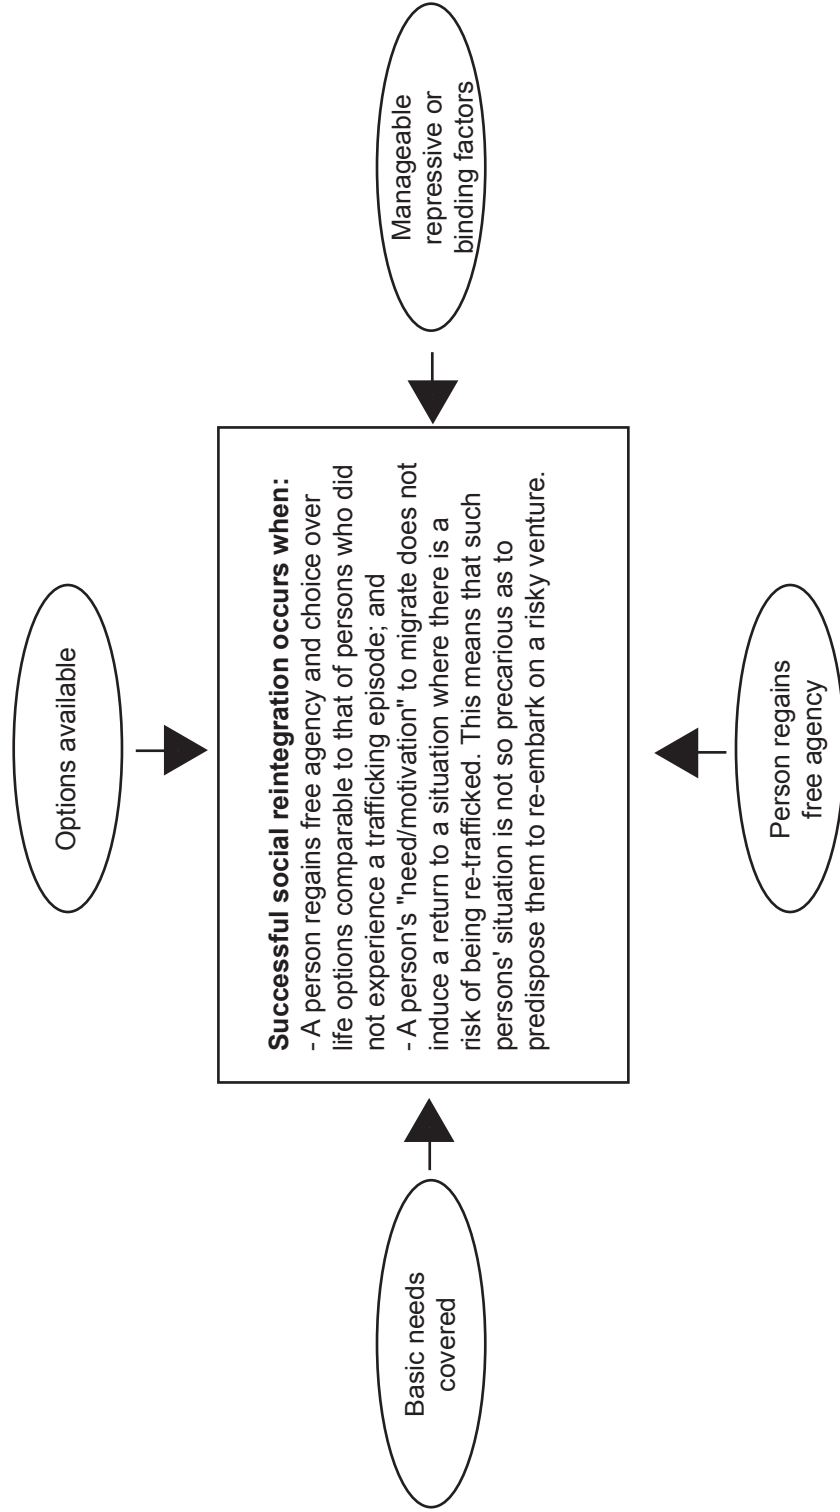 Options available
Basic needs
covered
Successful social reintegration occurs when:
- A person regains free agency and choice over
life options comparable to that of persons who did
not experience a trafficking episode; and
- A person's "need/motivation" to migrate does not
induce a return to a situation where there is a
risk of being re-trafficked. This means that such
persons' situation is not so precarious as to
predispose them to re-embark on a risky venture.
Manageable
repressive or
binding factors
Person regains
free agency